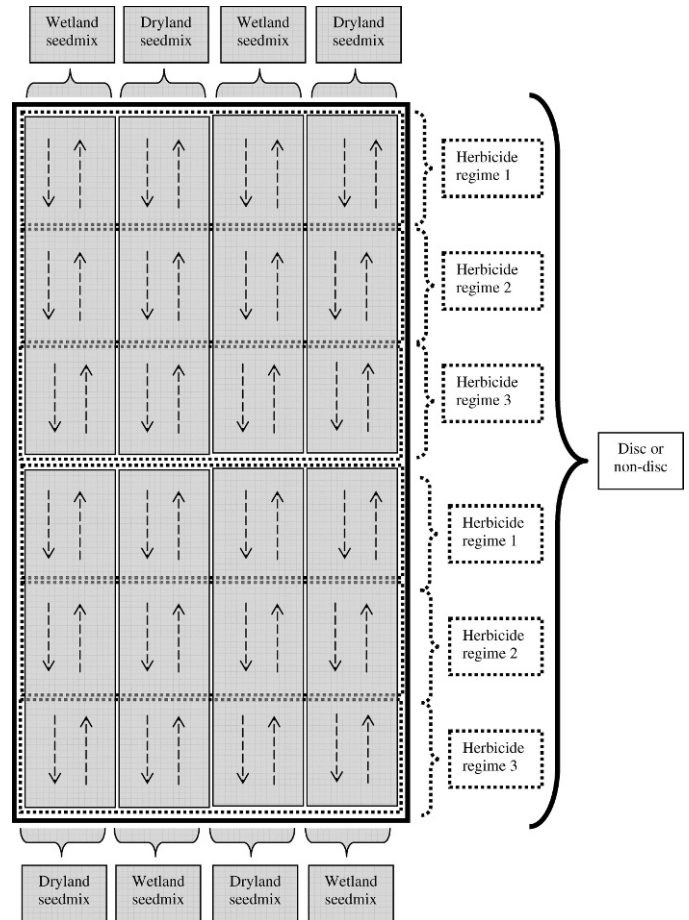 Wetland
seedmix
Dryland
seedmix
Wetland
seedmix
Dryland
seedmix
Herbicide
regime 1
Herbicide
regime 2
Herbicide
regime 3
Disc or
non-disc
Herbicide
regime 1
Herbicide
regime 2
Herbicide
regime 3
Dryland
seedmix
Wetland
seedmix
Dryland
seedmix
Wetland
seedmix